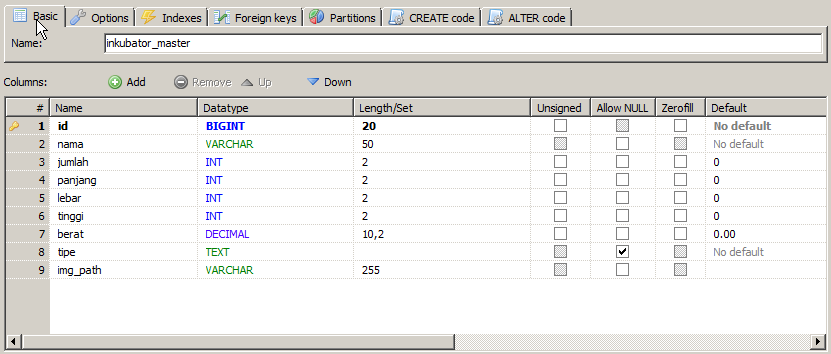 Basic Options Indexes Foreign keys Partitions CREATE code ALTER code
Name: inkubator_master
Columns: Add Remove Up Down
# Name Datatype Length/Set Unsigned Allow NULL Zerofill Default
1 id BIGINT 20 No default
2 nama VARCHAR 50 No default
3 jumlah INT 2 0
4 panjang INT 2 0
5 lebar INT 2 0
6 tinggi INT 2 0
7 berat DECIMAL 10,2 0.00
8 tipe TEXT No default
9 img_path VARCHAR 255